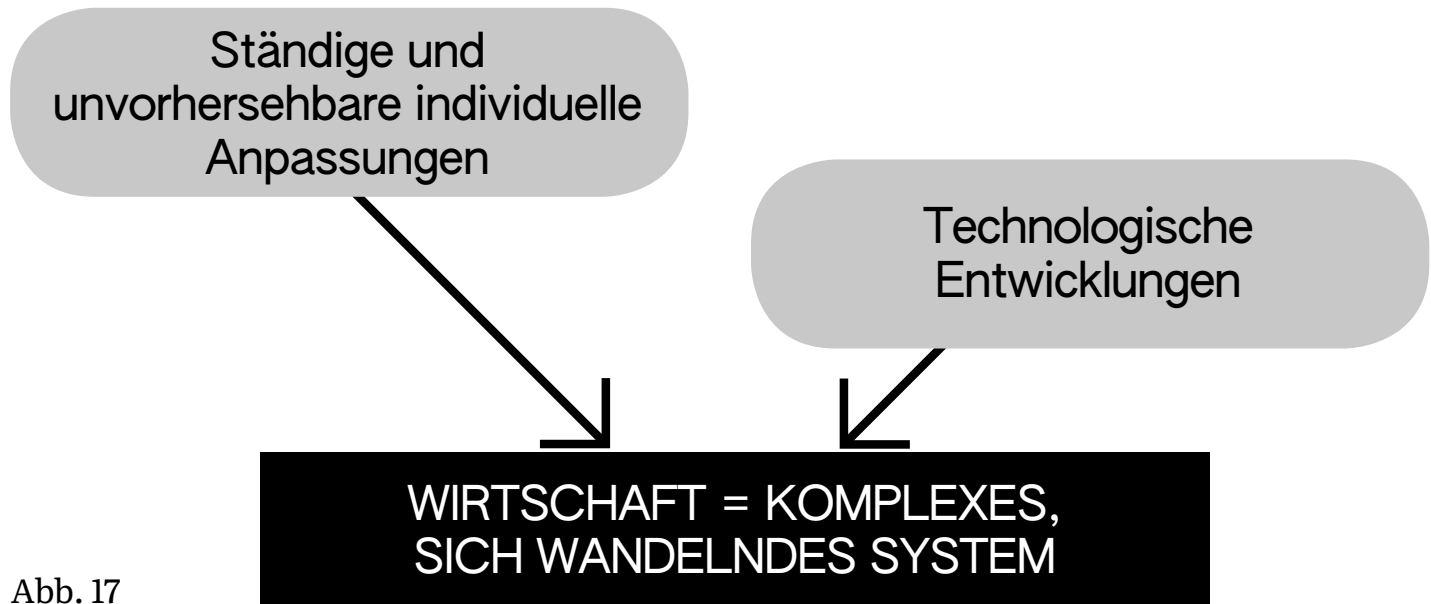 Ständige und
unvorhersehbare individuelle
Anpassungen
Technologische
Entwicklungen
WIRTSCHAFT = KOMPLEXES,
SICH WANDELNDES SYSTEM
Abb. 17